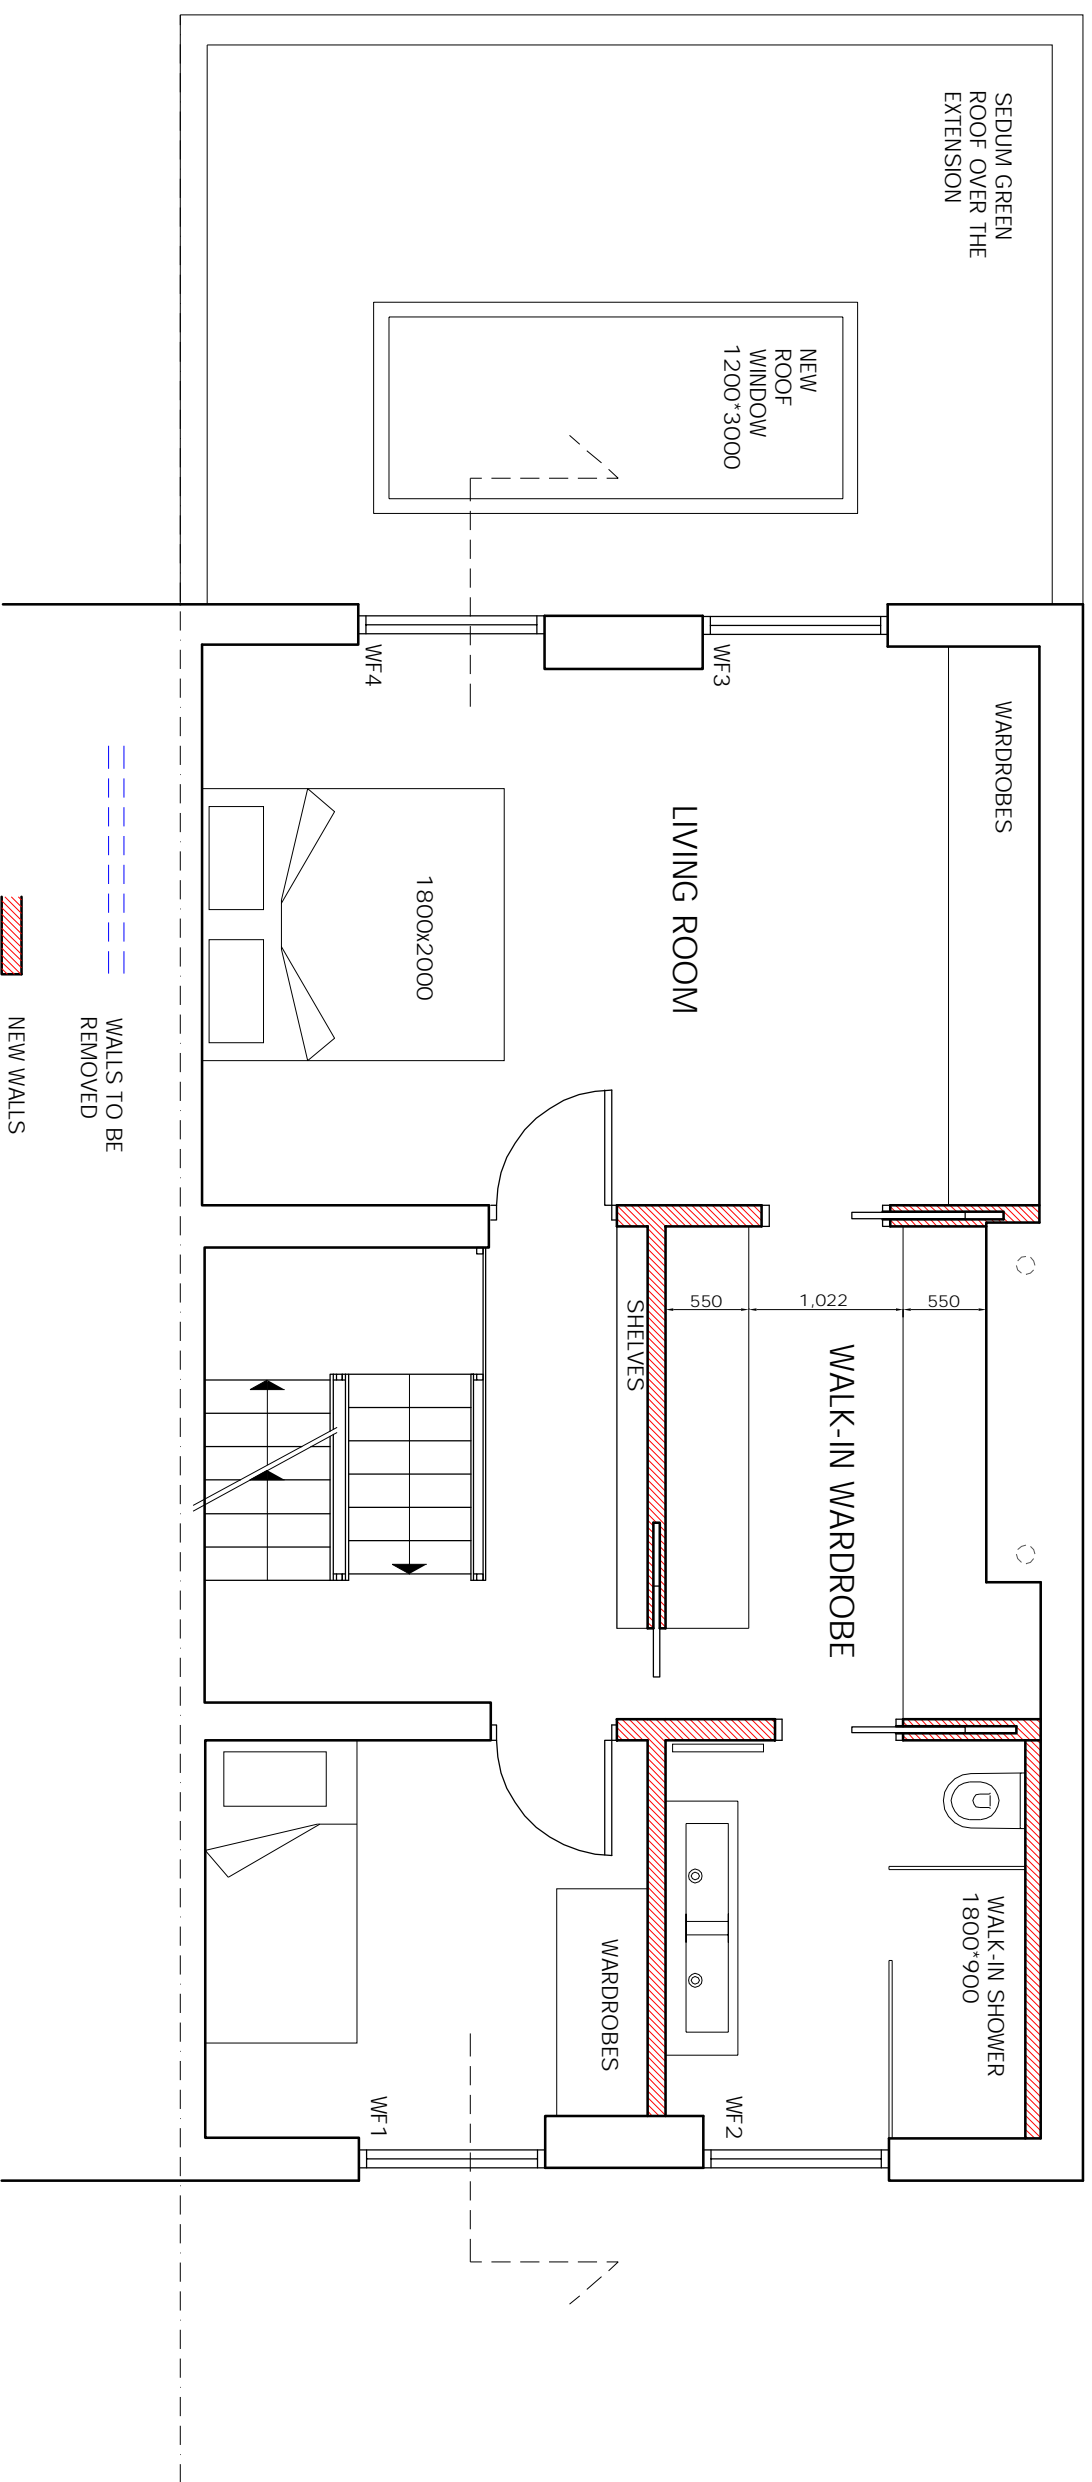 SEDUM GREEN
ROOF OVER THE
EXTENSION
NEW
ROOF
WINDOW
1200*3000
WF3
WF4
WARDROBES
LIVING ROOM
1800x2000
550
1,022
550
SHELVES
WALK-IN WARDROBE
WALK-IN SHOWER
1800*900
WARDROBES
WF2
WF1
WALLS TO BE
REMOVED
NEW WALLS